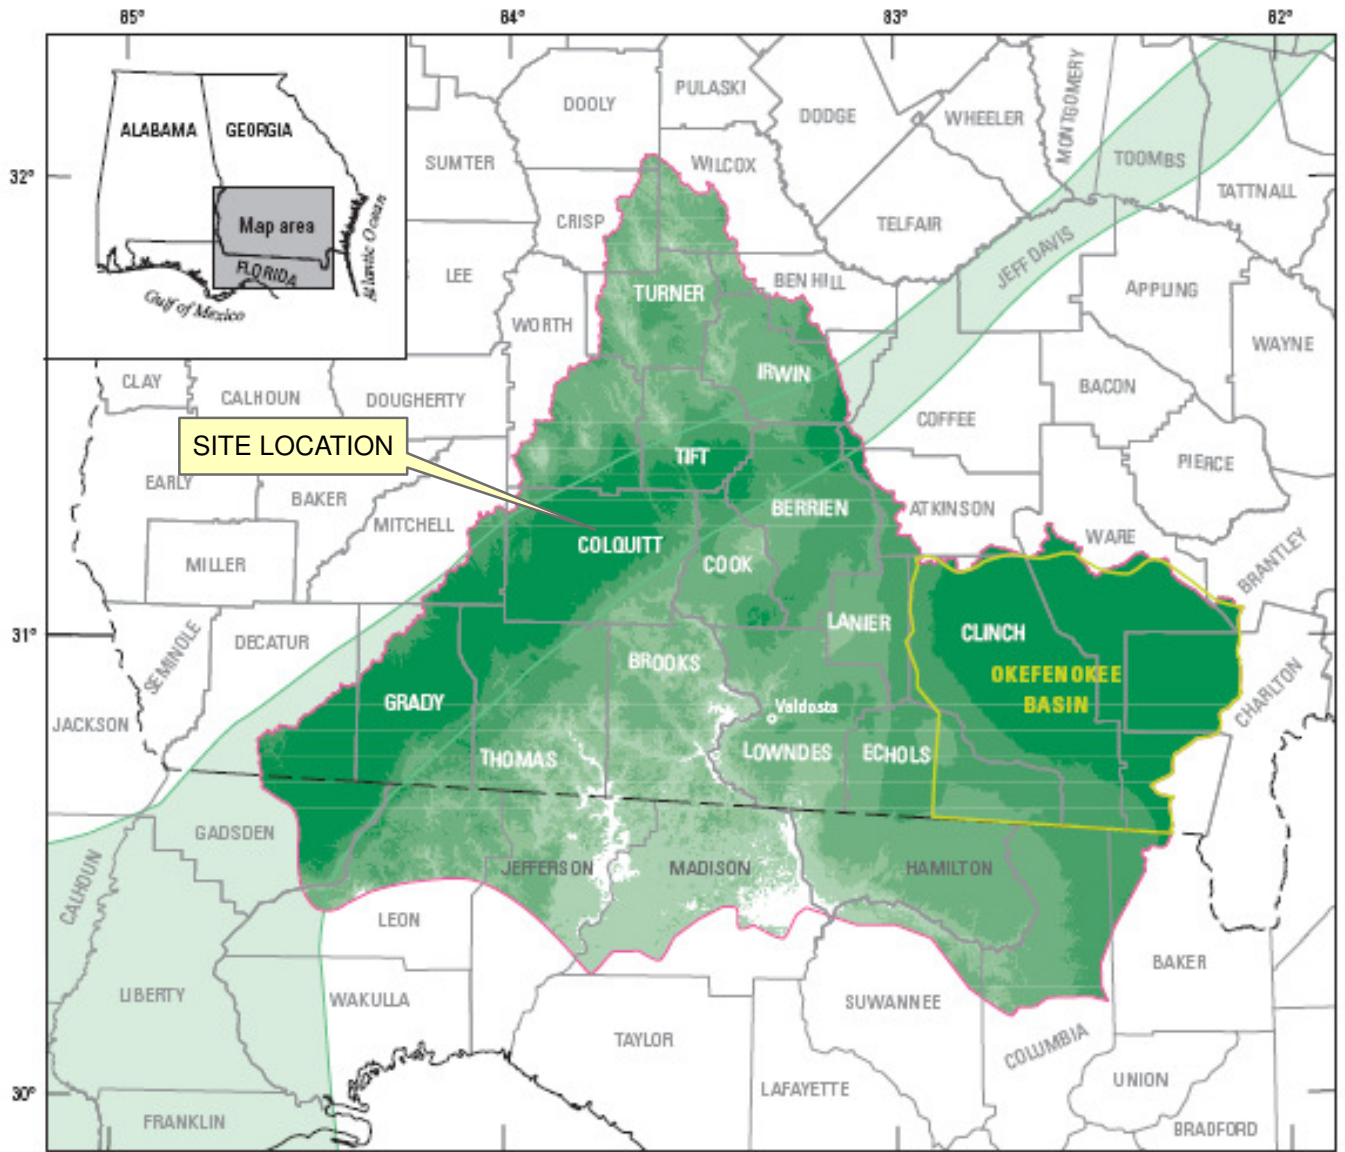 85°
84°
83°
82°
32°
31°
30°
ALABAMA
GEORGIA
Map area
FLORIDA
Gulf of Mexico
Atlantic Ocean
DOOLY
PULASKI
DODGE
WHEELER
MONTGOMERY
TOOMBS
SUMTER
WILCOX
TATTNALL
CRISP
TELFAIR
JEFF DAVIS
LEE
TURNER
BEN HILL
APPLING
WORTH
WAYNE
IRWIN
CLAY
CALHOUN
DOUGHERTY
BACON
COFFEE
SITE LOCATION
TIFT
PIERCE
EARLY
BAKER
MITCHELL
BERRIEN
ATKINSON
WARE
COLQUITT
COOK
MILLER
BRANTLEY
LANIER
CLINCH
SEMINOLE
DECATUR
BROOKS
OKEFENOKEE
BASIN
CHARLTON
GRADY
Valdosta
JACKSON
THOMAS
LOWNDES
ECHOLS
GADSDEN
CALHOUN
JEFFERSON
MADISON
HAMILTON
LEON
BAKER
LIBERTY
WAKULLA
SUWANNEE
TAYLOR
COLUMBIA
LAFAYETTE
UNION
FRANKLIN
BRADFORD